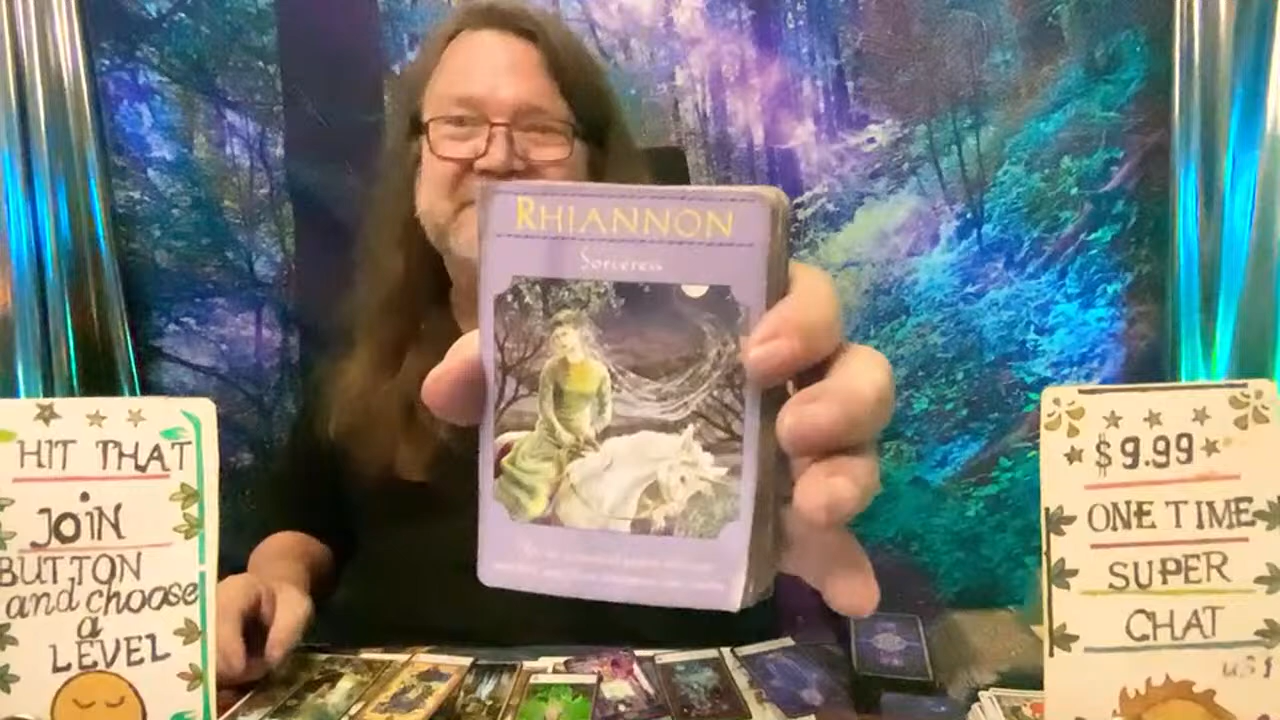 HIT THAT
JOIN
BUTTON
and choose
a
LEVEL
RHIANNON
Sorceress
$9.99
ONE TIME
SUPER
CHAT